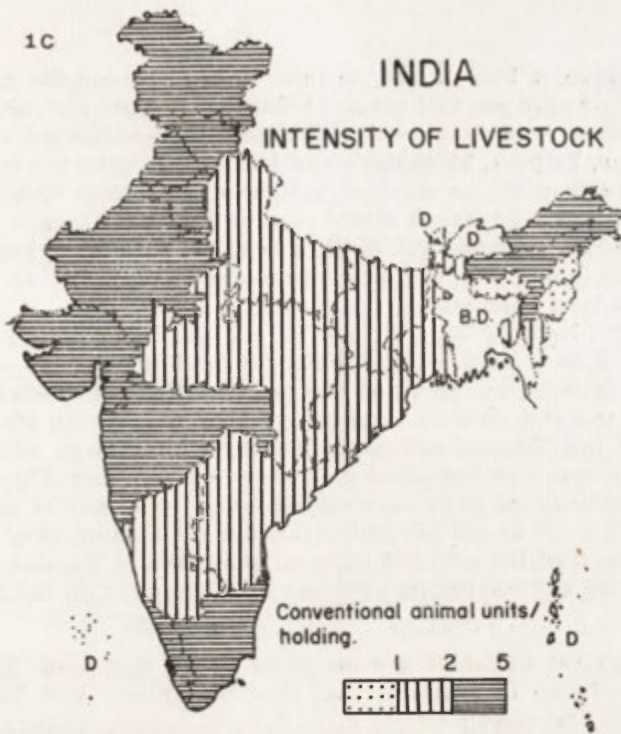 1C
INDIA
INTENSITY OF LIVESTOCK
D
D
D
B.D.
Conventional animal units/
holding.
D
D
1 2 5